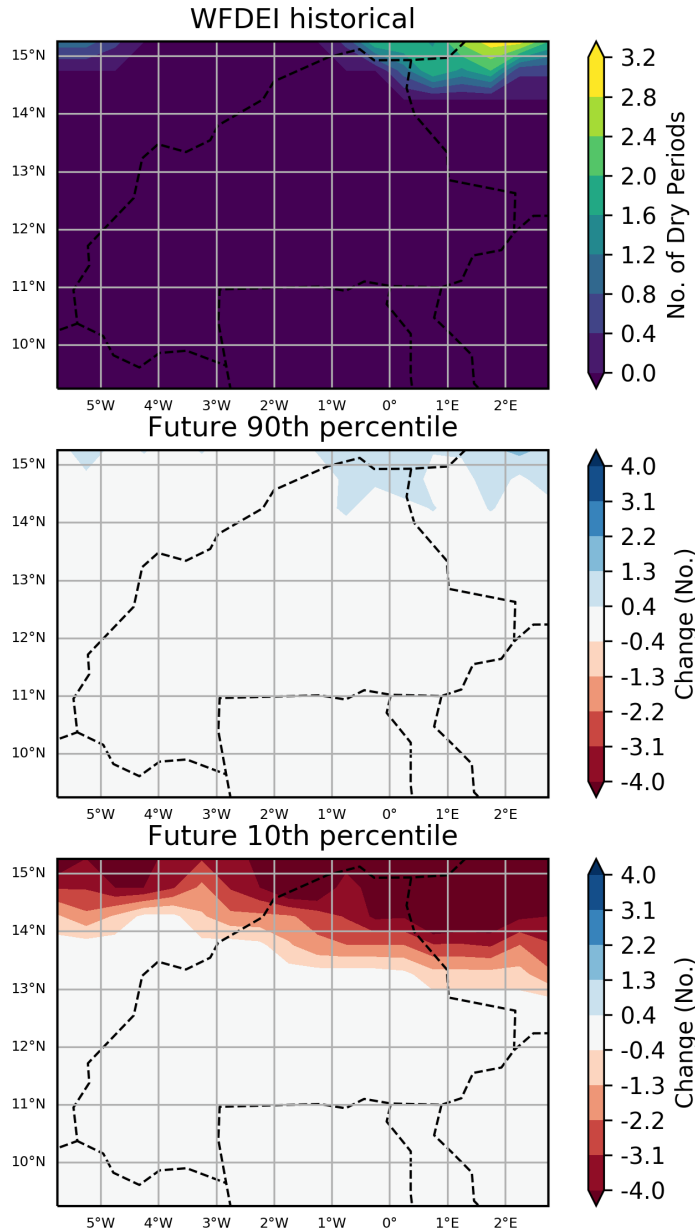 WFDEI historical
15°N
14°N
13°N
12°N
11°N
10°N
5°W 4°W 3°W 2°W 1°W 0° 1°E 2°E
3.2
2.8
2.4
2.0
1.6
1.2
0.8
0.4
0.0
No. of Dry Periods
Future 90th percentile
15°N
14°N
13°N
12°N
11°N
10°N
5°W 4°W 3°W 2°W 1°W 0° 1°E 2°E
4.0
3.1
2.2
1.3
0.4
-0.4
-1.3
-2.2
-3.1
-4.0
Change (No.)
Future 10th percentile
15°N
14°N
13°N
12°N
11°N
10°N
5°W 4°W 3°W 2°W 1°W 0° 1°E 2°E
4.0
3.1
2.2
1.3
0.4
-0.4
-1.3
-2.2
-3.1
-4.0
Change (No.)